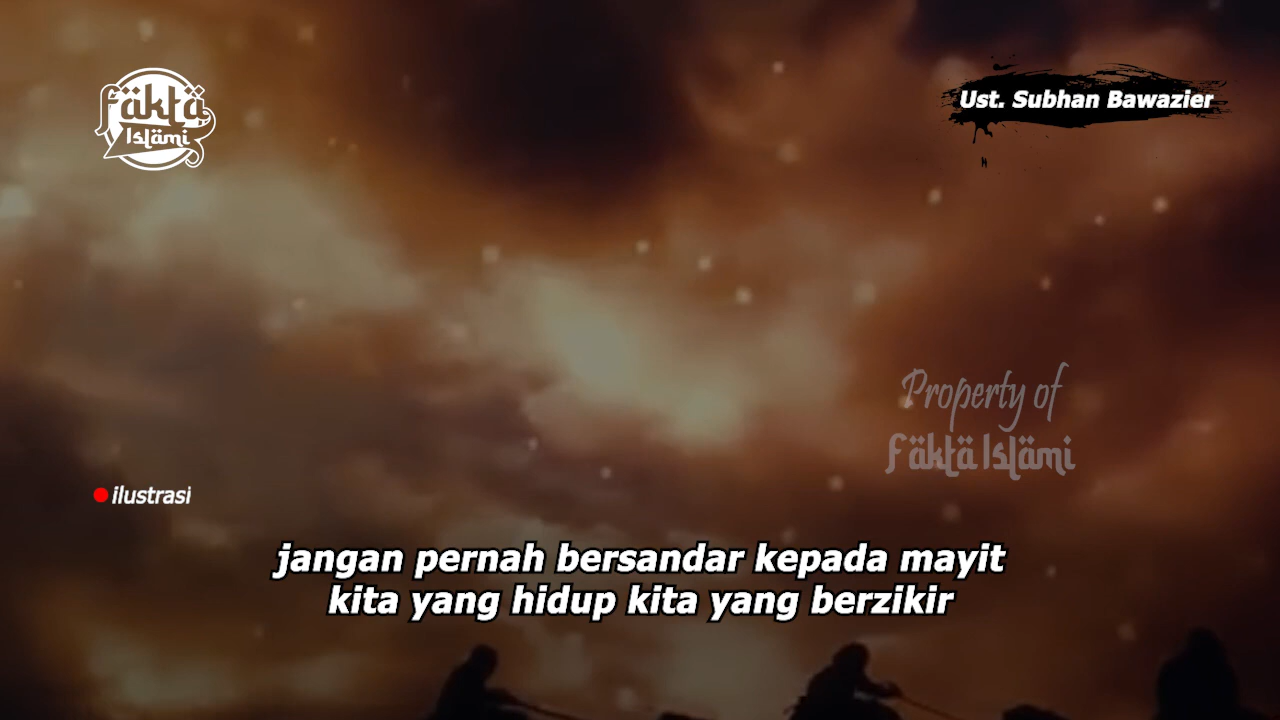 fäktä
Islämi
Ust. Subhan Bawazier
Property of
Fäktä Islämi
ilustrasi
jangan pernah bersandar kepada mayit
kita yang hidup kita yang berzikir